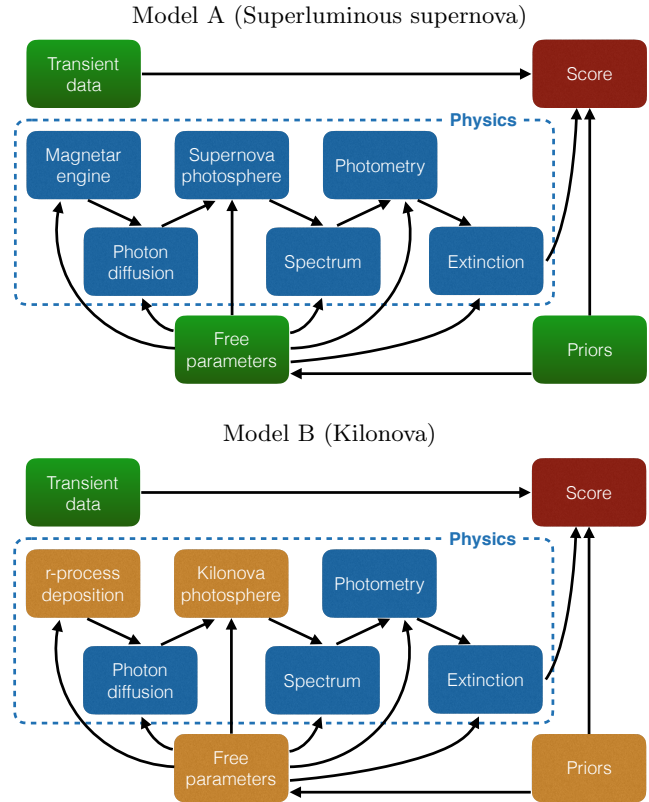 Model A (Superluminous supernova)
Transient
data
Score
Physics
Magnetar
engine
Supernova
photosphere
Photometry
Photon
diffusion
Spectrum
Extinction
Free
parameters
Priors
Model B (Kilonova)
Transient
data
Score
Physics
r-process
deposition
Kilonova
photosphere
Photometry
Photon
diffusion
Spectrum
Extinction
Free
parameters
Priors